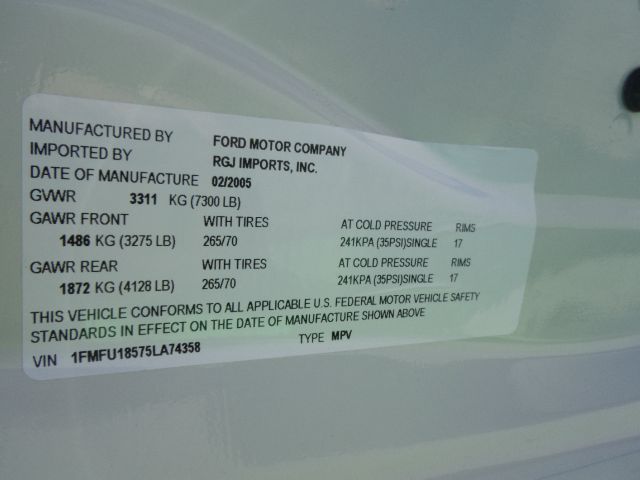 MANUFACTURED BY FORD MOTOR COMPANY
IMPORTED BY RGJ IMPORTS, INC.
DATE OF MANUFACTURE 02/2005
GVWR 3311 KG (7300 LB)
GAWR FRONT WITH TIRES AT COLD PRESSURE RIMS
1486 KG (3275 LB) 265/70 241KPA (35PSI)SINGLE 17
GAWR REAR WITH TIRES AT COLD PRESSURE RIMS
1872 KG (4128 LB) 265/70 241KPA (35PSI)SINGLE 17
THIS VEHICLE CONFORMS TO ALL APPLICABLE U.S. FEDERAL MOTOR VEHICLE SAFETY
STANDARDS IN EFFECT ON THE DATE OF MANUFACTURE SHOWN ABOVE
VIN 1FMFU18575LA74358 TYPE MPV